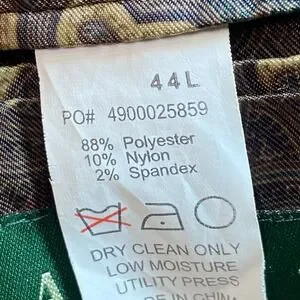 44L
PO# 4900025859
88% Polyester
10% Nylon
2% Spandex
DRY CLEAN ONLY
LOW MOISTURE
UTILITY PRESS